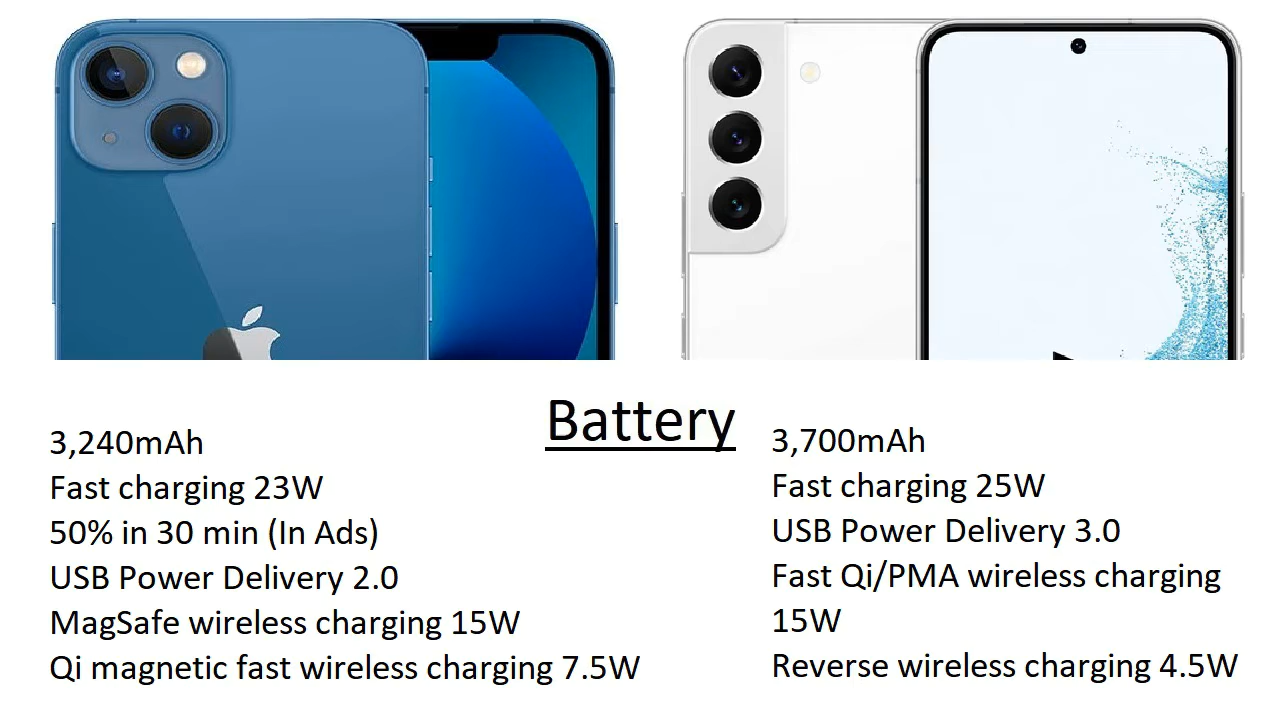 Battery
3,240mAh
Fast charging 23W
50% in 30 min (In Ads)
USB Power Delivery 2.0
MagSafe wireless charging 15W
Qi magnetic fast wireless charging 7.5W
3,700mAh
Fast charging 25W
USB Power Delivery 3.0
Fast Qi/PMA wireless charging
15W
Reverse wireless charging 4.5W